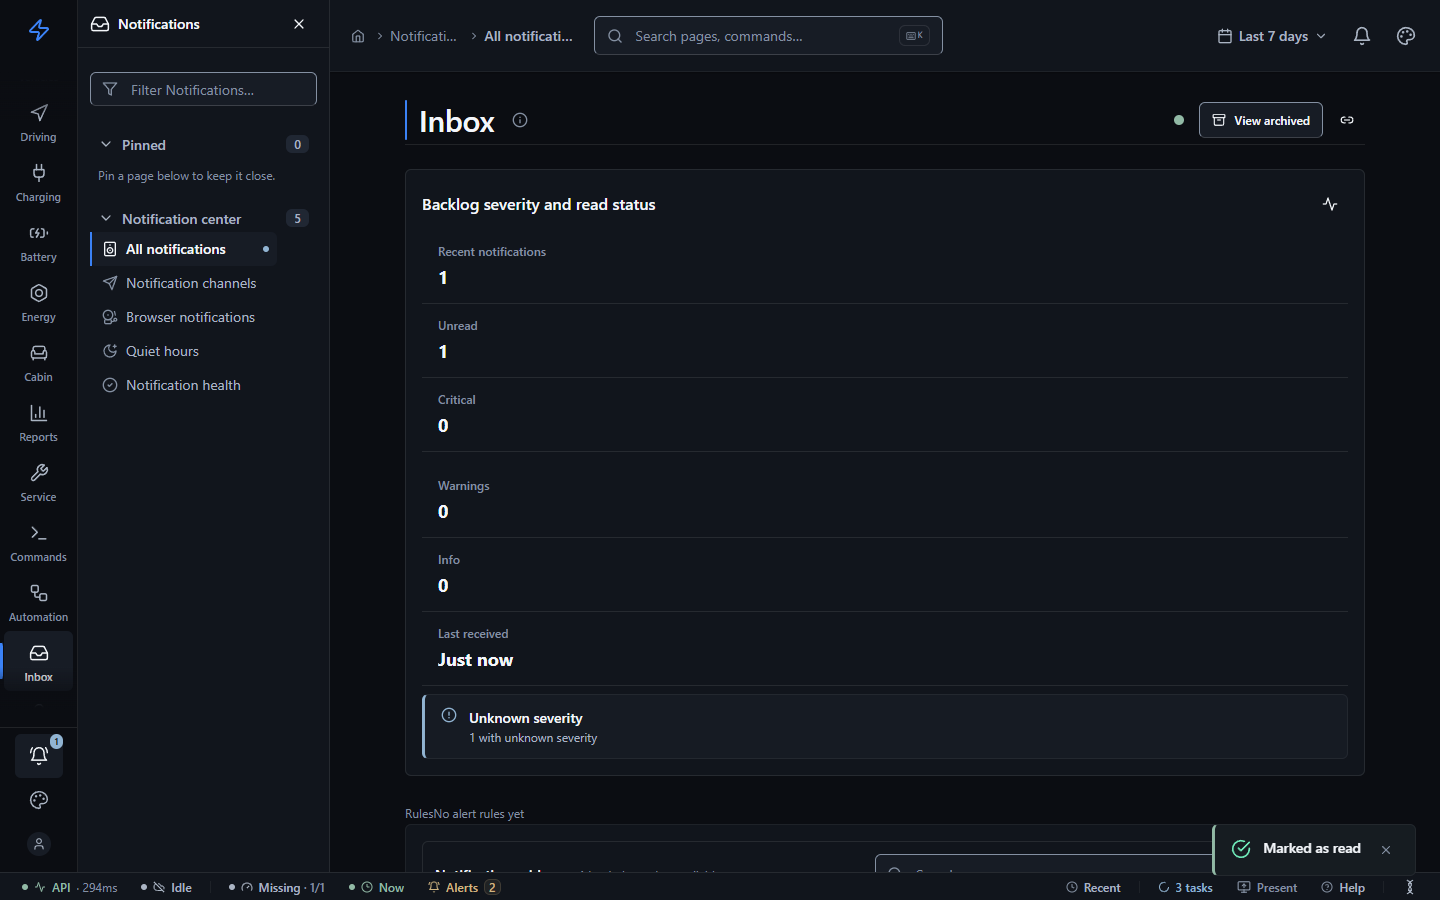 Notifications
Filter Notifications...
Pinned
0
Pin a page below to keep it close.
Notification center
5
All notifications
Notification channels
Browser notifications
Quiet hours
Notification health
Driving
Charging
Battery
Energy
Cabin
Reports
Service
Commands
Automation
Inbox
1
Notificati...
All notificati...
Search pages, commands...
K
Last 7 days
Inbox
View archived
Backlog severity and read status
Recent notifications
1
Unread
1
Critical
0
Warnings
0
Info
0
Last received
Just now
Unknown severity
1 with unknown severity
RulesNo alert rules yet
Marked as read
API · 294ms
Idle
Missing · 1/1
Now
Alerts 2
Recent
3 tasks
Present
Help